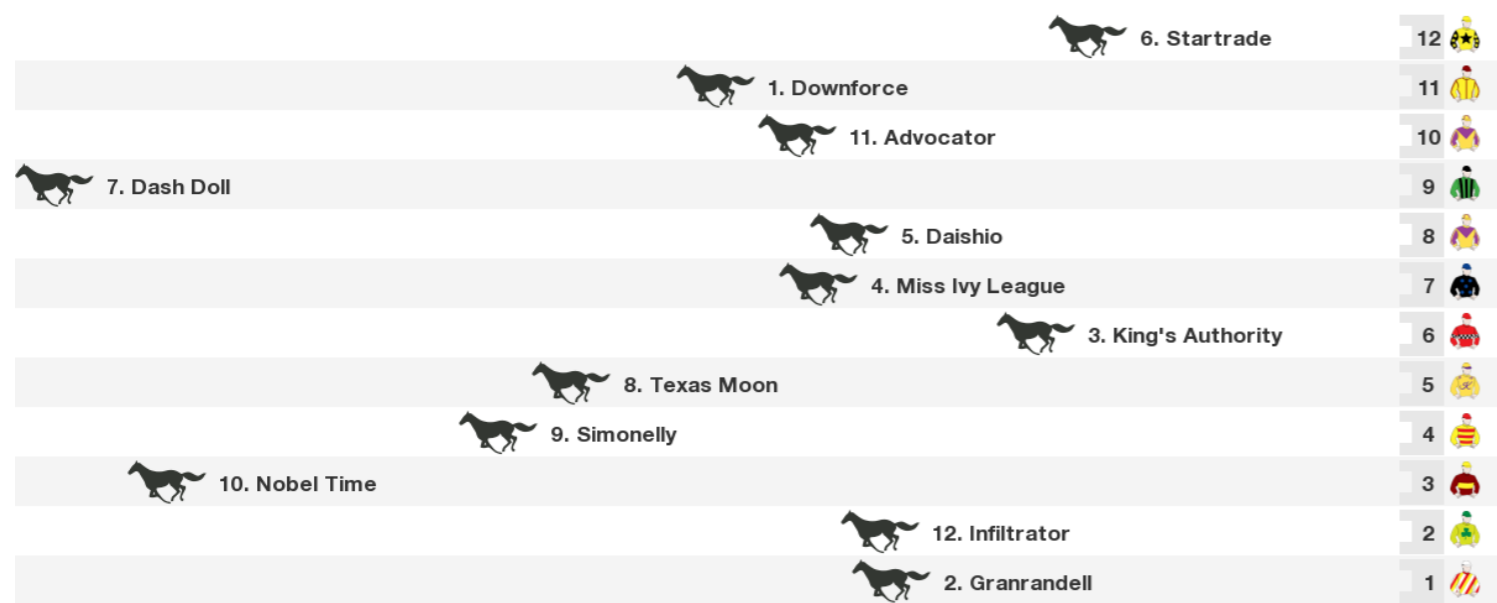 6. Startrade 12
1. Downforce 11
11. Advocator 10
7. Dash Doll 9
5. Daishio 8
4. Miss Ivy League 7
3. King's Authority 6
8. Texas Moon 5
9. Simonelly 4
10. Nobel Time 3
12. Infiltrator 2
2. Granrandell 1